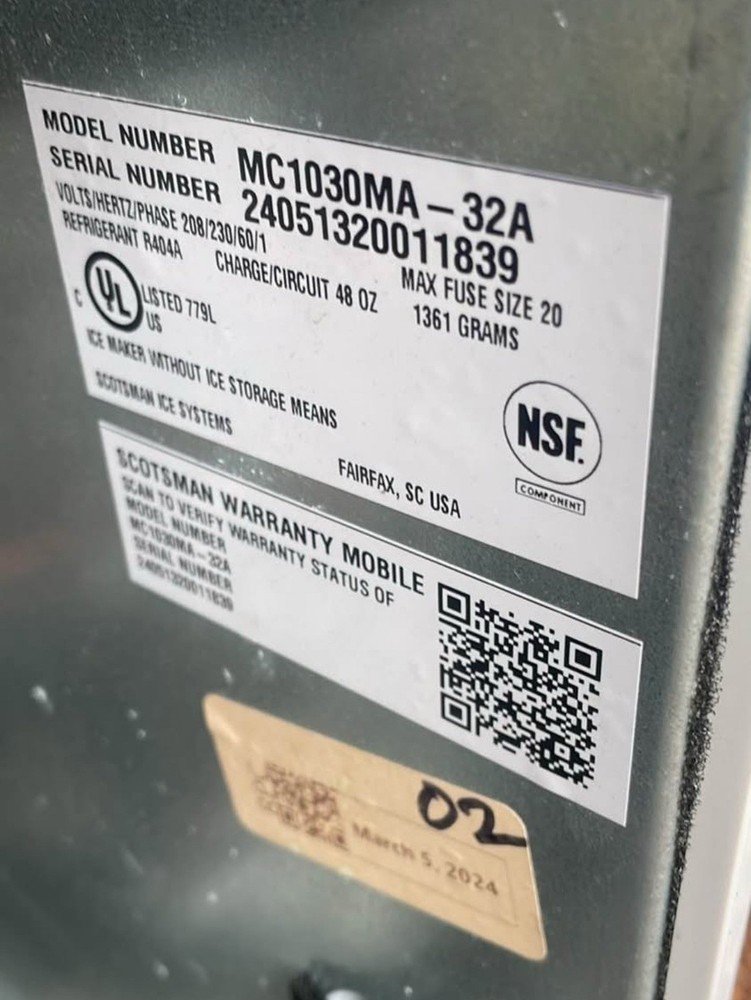 MODEL NUMBER MC1030MA-32A
SERIAL NUMBER 24051320011839
VOLTS/HERTZ/PHASE 208/230/60/1 MAX FUSE SIZE 20
REFRIGERANT R404A CHARGE/CIRCUIT 48 OZ 1361 GRAMS
C UL LISTED 779L
US
ICE MAKER WITHOUT ICE STORAGE MEANS
SCOTSMAN ICE SYSTEMS FAIRFAX, SC USA
NSF.
COMPONENT
SCOTSMAN WARRANTY MOBILE
SCAN TO VERIFY WARRANTY STATUS OF
MODEL NUMBER
MC1030MA-32A
SERIAL NUMBER
24051320011839
02
March 5, 2024